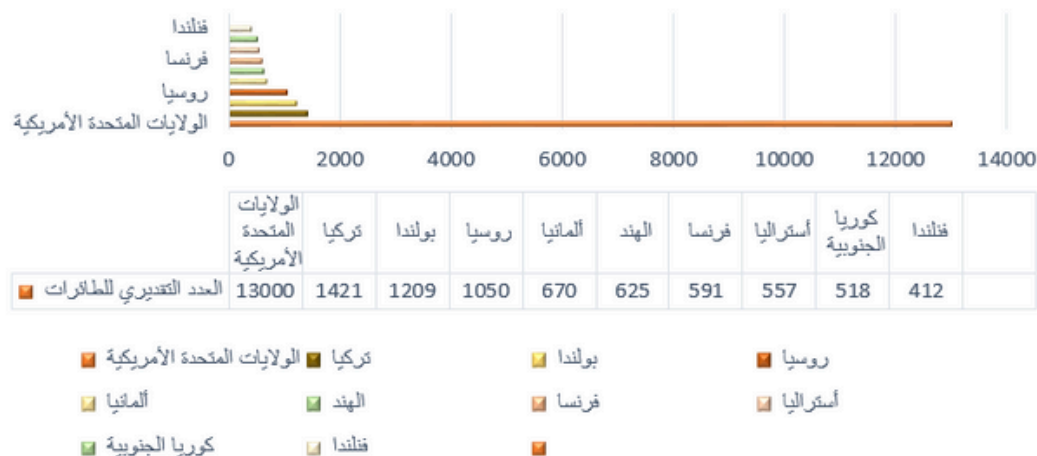 فنلندا
فرنسا
روسيا
الولايات المتحدة الأمريكية
0 2000 4000 6000 8000 10000 12000 14000
الولايات المتحدة الأمريكية تركيا بولندا روسيا ألمانيا الهند فرنسا أستراليا كوريا الجنوبية فنلندا
العدد التقديري للطائرات 13000 1421 1209 1050 670 625 591 557 518 412
الولايات المتحدة الأمريكية تركيا بولندا روسيا
ألمانيا الهند فرنسا أستراليا
كوريا الجنوبية فنلندا